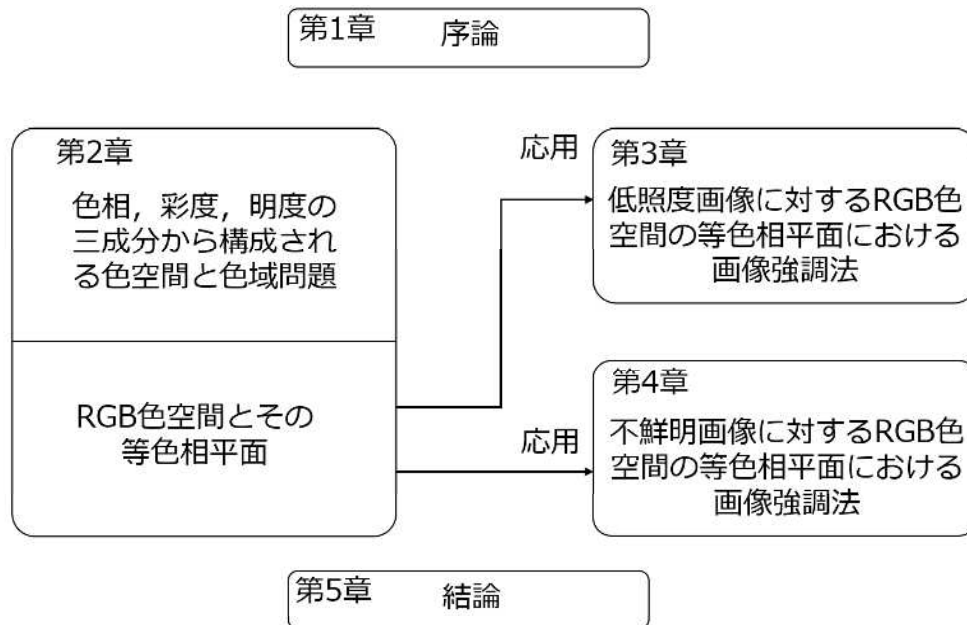 第1章 序論
第2章
色相，彩度，明度の
三成分から構成され
る色空間と色域問題
RGB色空間とその
等色相平面
応用
第3章
低照度画像に対するRGB色
空間の等色相平面における
画像強調法
応用
第4章
不鮮明画像に対するRGB色
空間の等色相平面における
画像強調法
第5章 結論